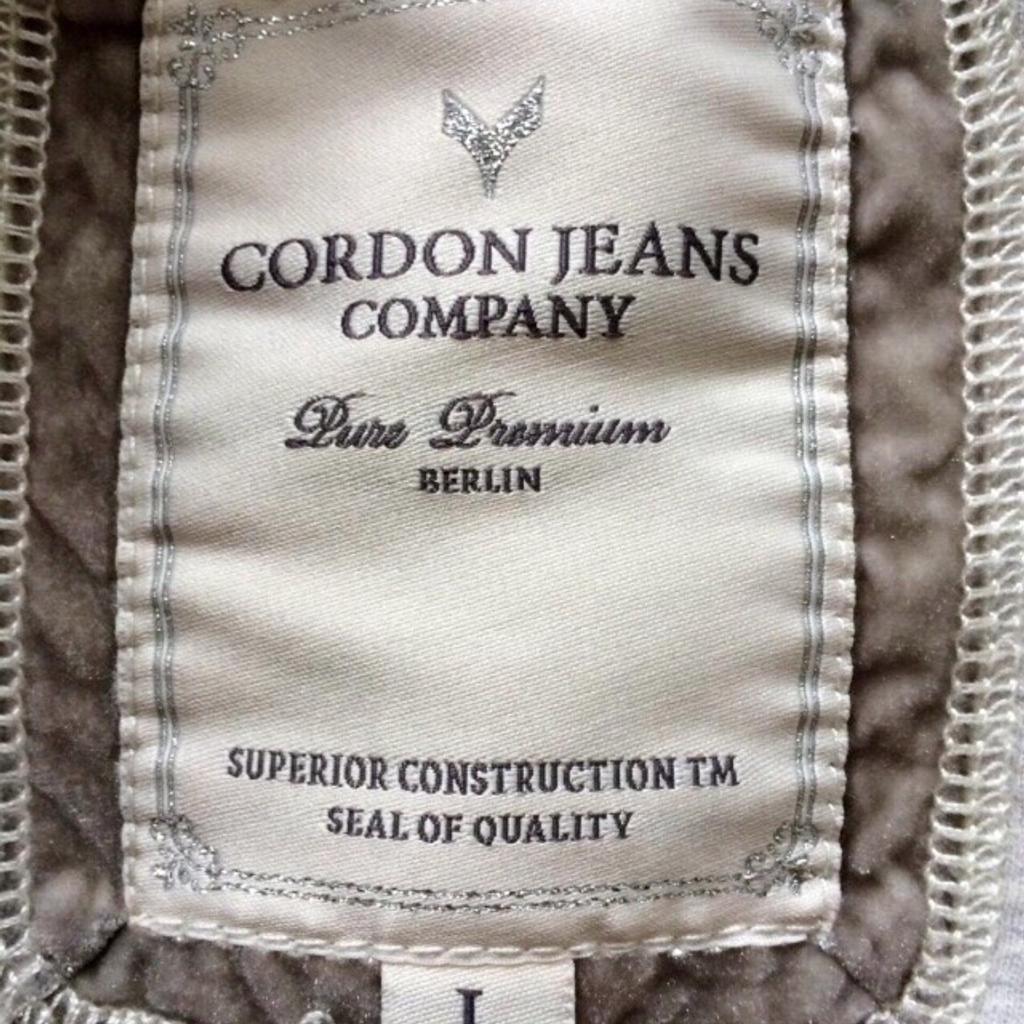 CORDON JEANS
COMPANY
Pure Premium
BERLIN
SUPERIOR CONSTRUCTION TM
SEAL OF QUALITY